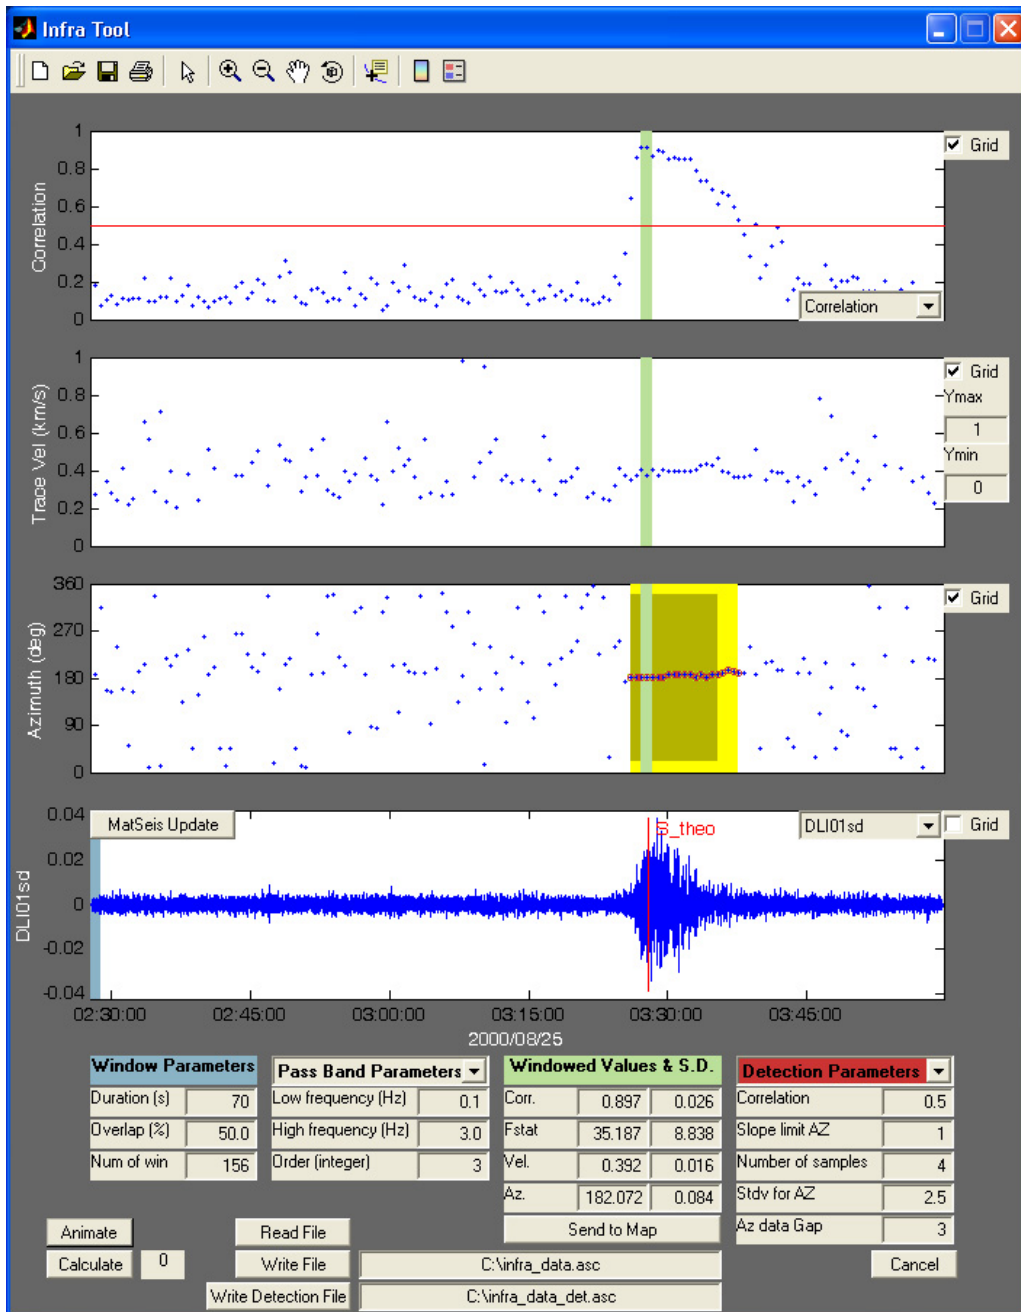 Infra Tool
1
0.8
0.6
0.4
0.2
0
Correlation
Grid
Correlation
1
0.8
0.6
0.4
0.2
0
Trace Vel (km/s)
Grid
Ymax
1
Ymin
0
360
270
180
90
0
Azimuth (deg)
Grid
0.04
0.02
0
-0.02
-0.04
DLI01sd
MatSeis Update
S_theo
DLI01sd
Grid
02:30:00 02:45:00 03:00:00 03:15:00 03:30:00 03:45:00
2000/08/25
Window Parameters
Duration (s) 70
Overlap (%) 50.0
Num of win 156
Pass Band Parameters
Low frequency (Hz) 0.1
High frequency (Hz) 3.0
Order (integer) 3
Windowed Values & S.D.
Corr. 0.897 0.026
Fstat 35.187 8.838
Vel. 0.392 0.016
Az. 182.072 0.084
Send to Map
Detection Parameters
Correlation 0.5
Slope limit AZ 1
Number of samples 4
Stdv for AZ 2.5
Az data Gap 3
Animate
Calculate 0
Read File
Write File C:\infra_data.asc
Write Detection File C:\infra_data_det.asc
Cancel